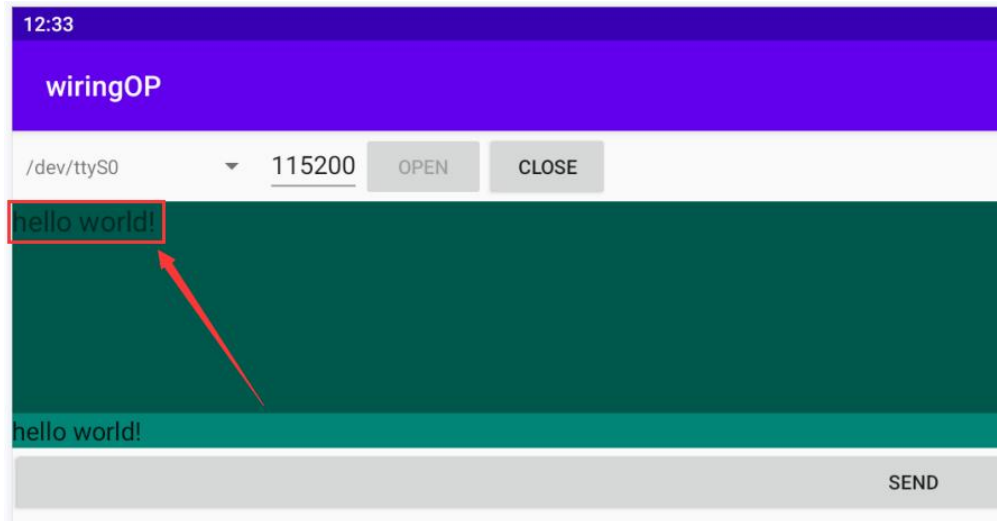 12:33
wiringOP
/dev/ttyS0 115200 OPEN CLOSE
hello world!
hello world!
SEND